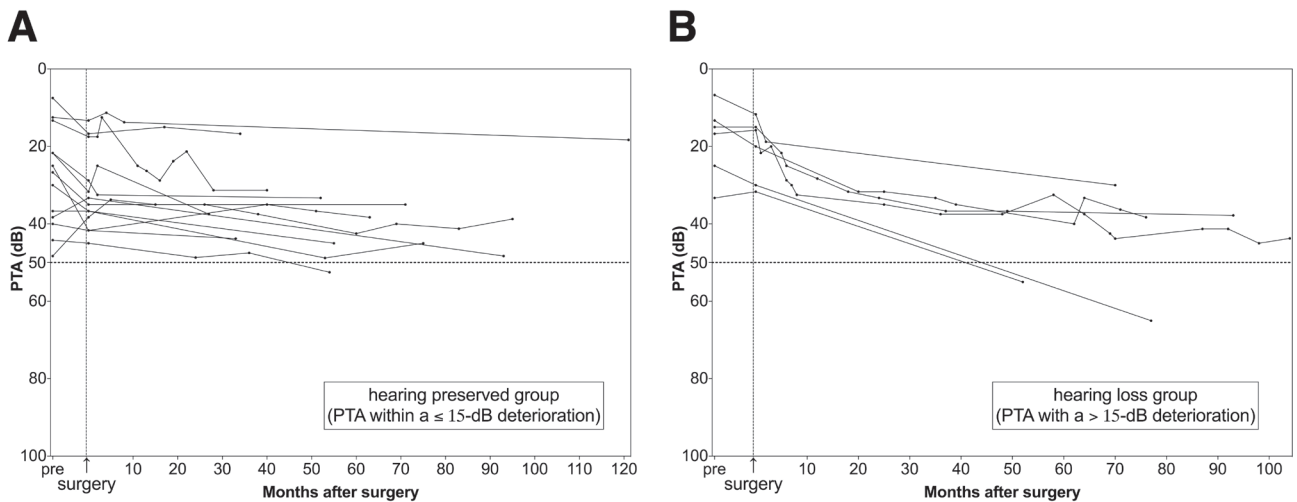 A
0
20
40
50
60
80
100
PTA (dB)
pre
surgery
↑
10 20 30 40 50 60 70 80 90 100 110 120
Months after surgery
hearing preserved group
(PTA within a ≤ 15-dB deterioration)
B
0
20
40
50
60
80
100
PTA (dB)
pre
surgery
↑
10 20 30 40 50 60 70 80 90 100
Months after surgery
hearing loss group
(PTA with a > 15-dB deterioration)